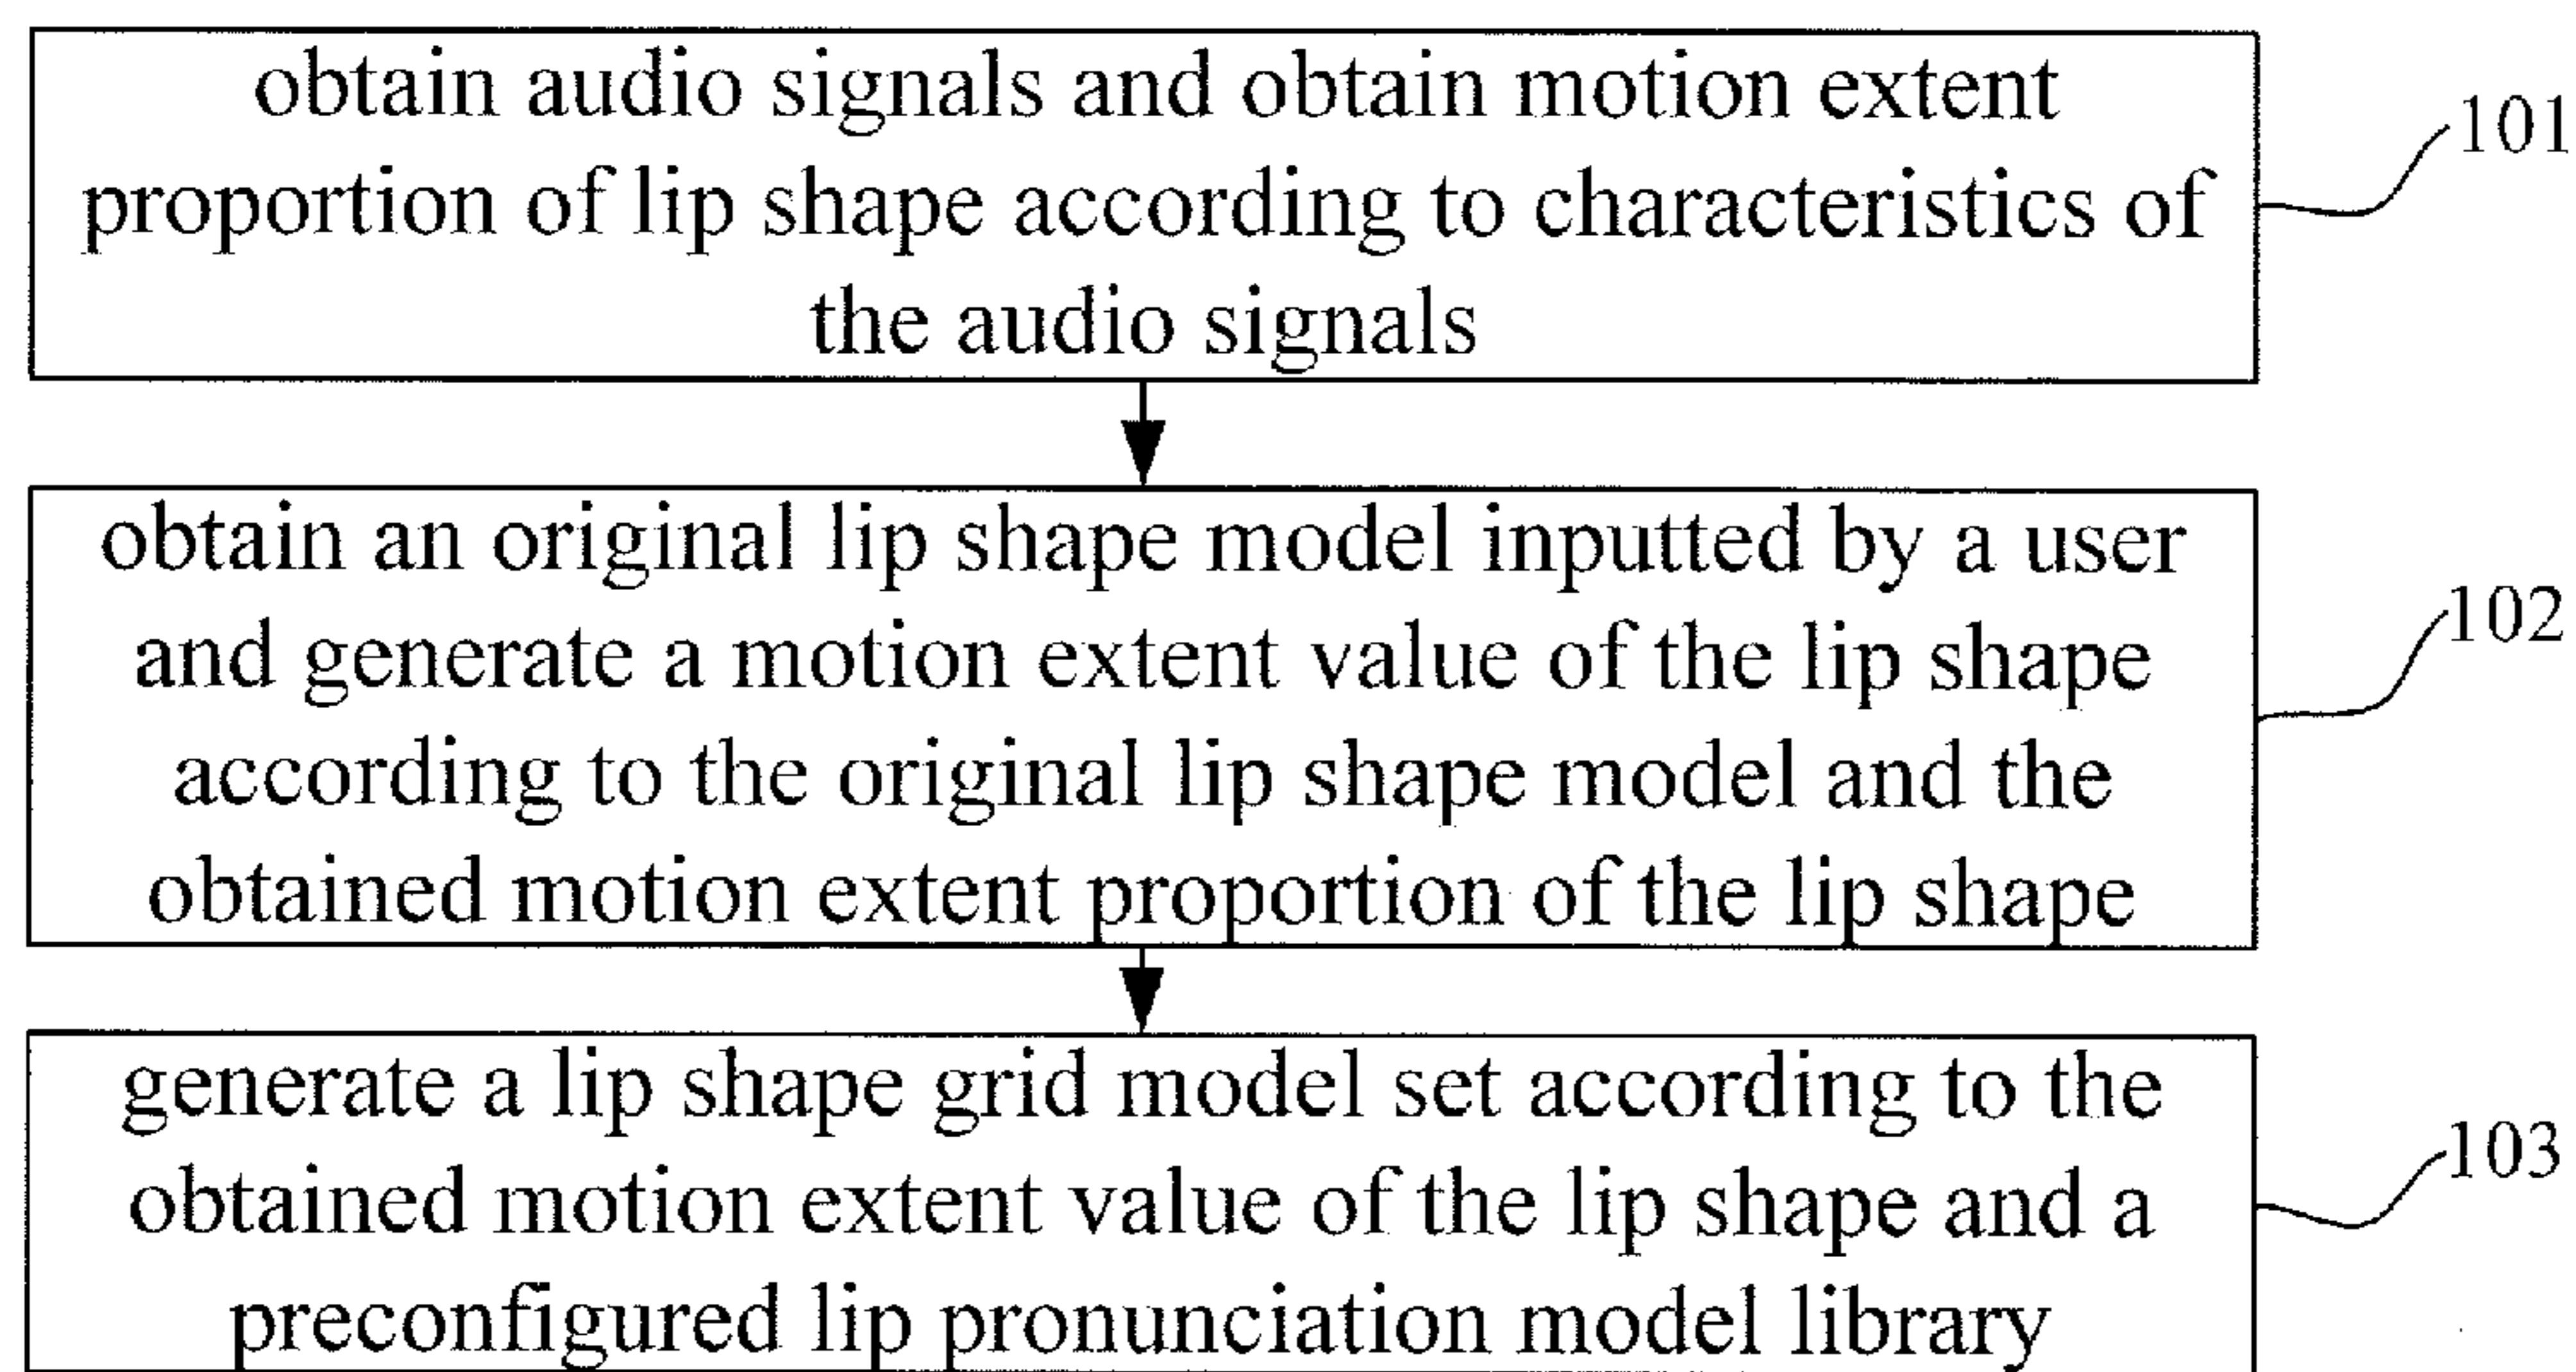 obtain audio signals and obtain motion extent
proportion of lip shape according to characteristics of
the audio signals
101
obtain an original lip shape model inputted by a user
and generate a motion extent value of the lip shape
according to the original lip shape model and the
obtained motion extent proportion of the lip shape
102
generate a lip shape grid model set according to the
obtained motion extent value of the lip shape and a
preconfigured lip pronunciation model library
103